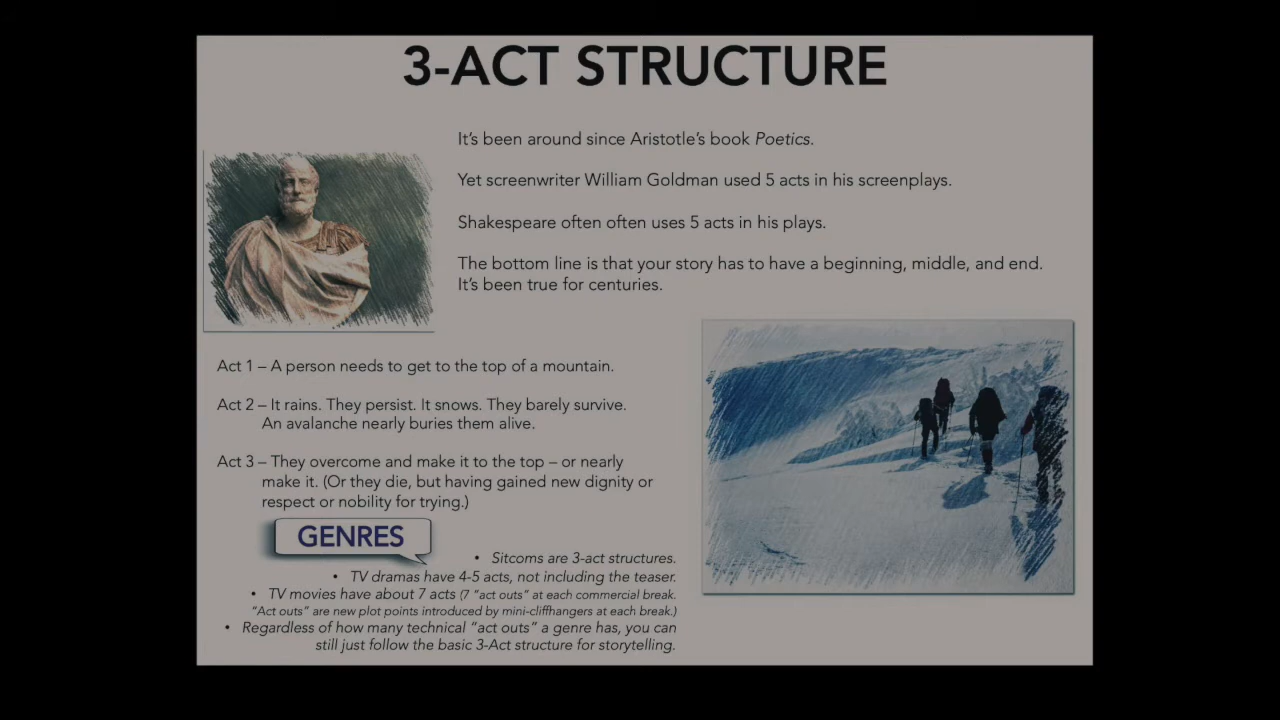 3-ACT STRUCTURE
It's been around since Aristotle's book Poetics.
Yet screenwriter William Goldman used 5 acts in his screenplays.
Shakespeare often often uses 5 acts in his plays.
The bottom line is that your story has to have a beginning, middle, and end.
It's been true for centuries.
Act 1 – A person needs to get to the top of a mountain.
Act 2 – It rains. They persist. It snows. They barely survive.
An avalanche nearly buries them alive.
Act 3 – They overcome and make it to the top – or nearly
make it. (Or they die, but having gained new dignity or
respect or nobility for trying.)
GENRES
• Sitcoms are 3-act structures.
• TV dramas have 4-5 acts, not including the teaser.
• TV movies have about 7 acts (7 "act outs" at each commercial break.
"Act outs" are new plot points introduced by mini-cliffhangers at each break.)
• Regardless of how many technical "act outs" a genre has, you can
still just follow the basic 3-Act structure for storytelling.